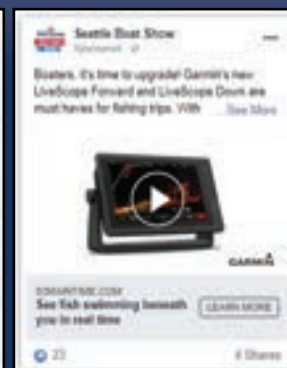 Seattle Boat Show
Sponsored
Boaters, it's time to upgrade! Garmin's new
LiveScope Forward and LiveScope Down are
must haves for fishing trips. With ...See More
GARMIN
See fish swimming beneath
you in real time
LEARN MORE
23
4 Shares